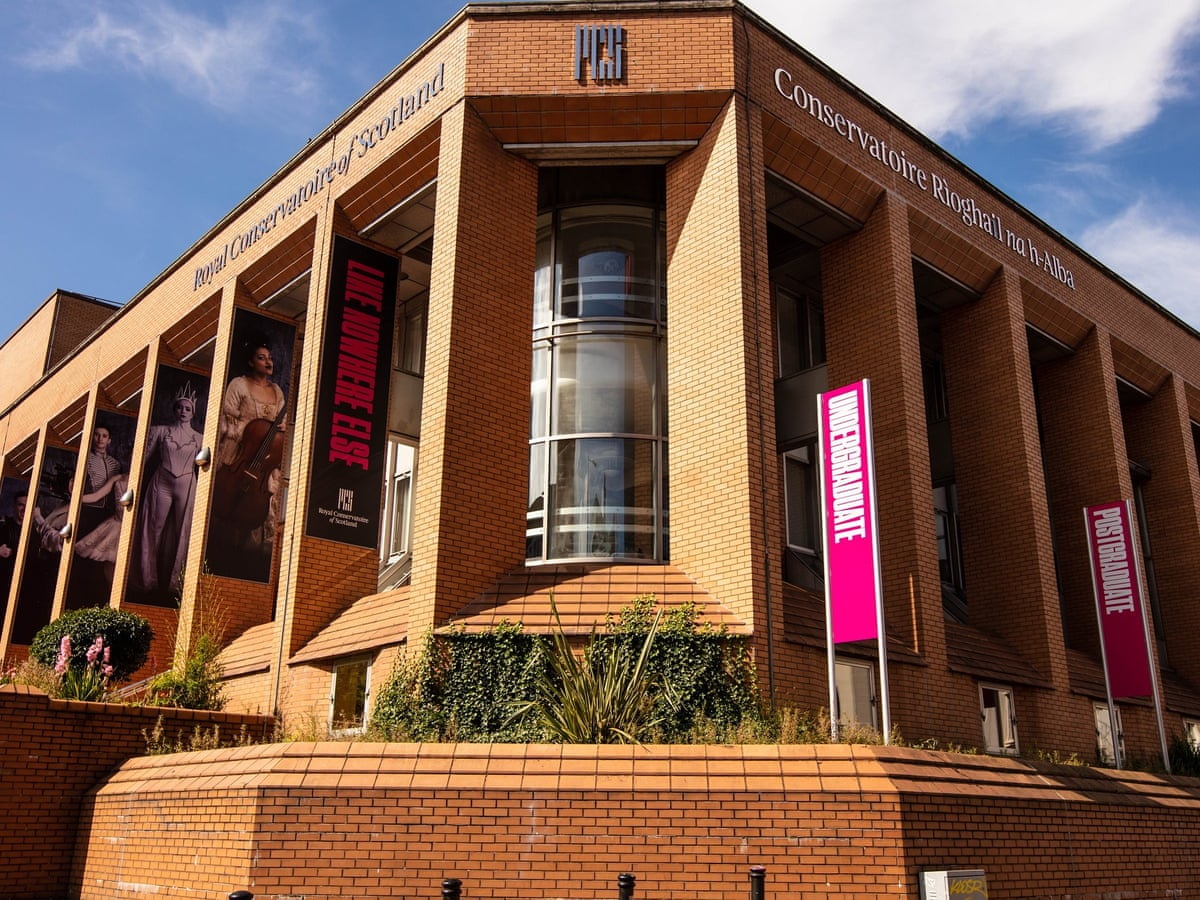 RCS
Royal Conservatoire of Scotland
Conservatoire Rìoghail na h-Alba
LIKE NOWHERE ELSE
RCS
Royal Conservatoire
of Scotland
UNDERGRADUATE
POSTGRADUATE